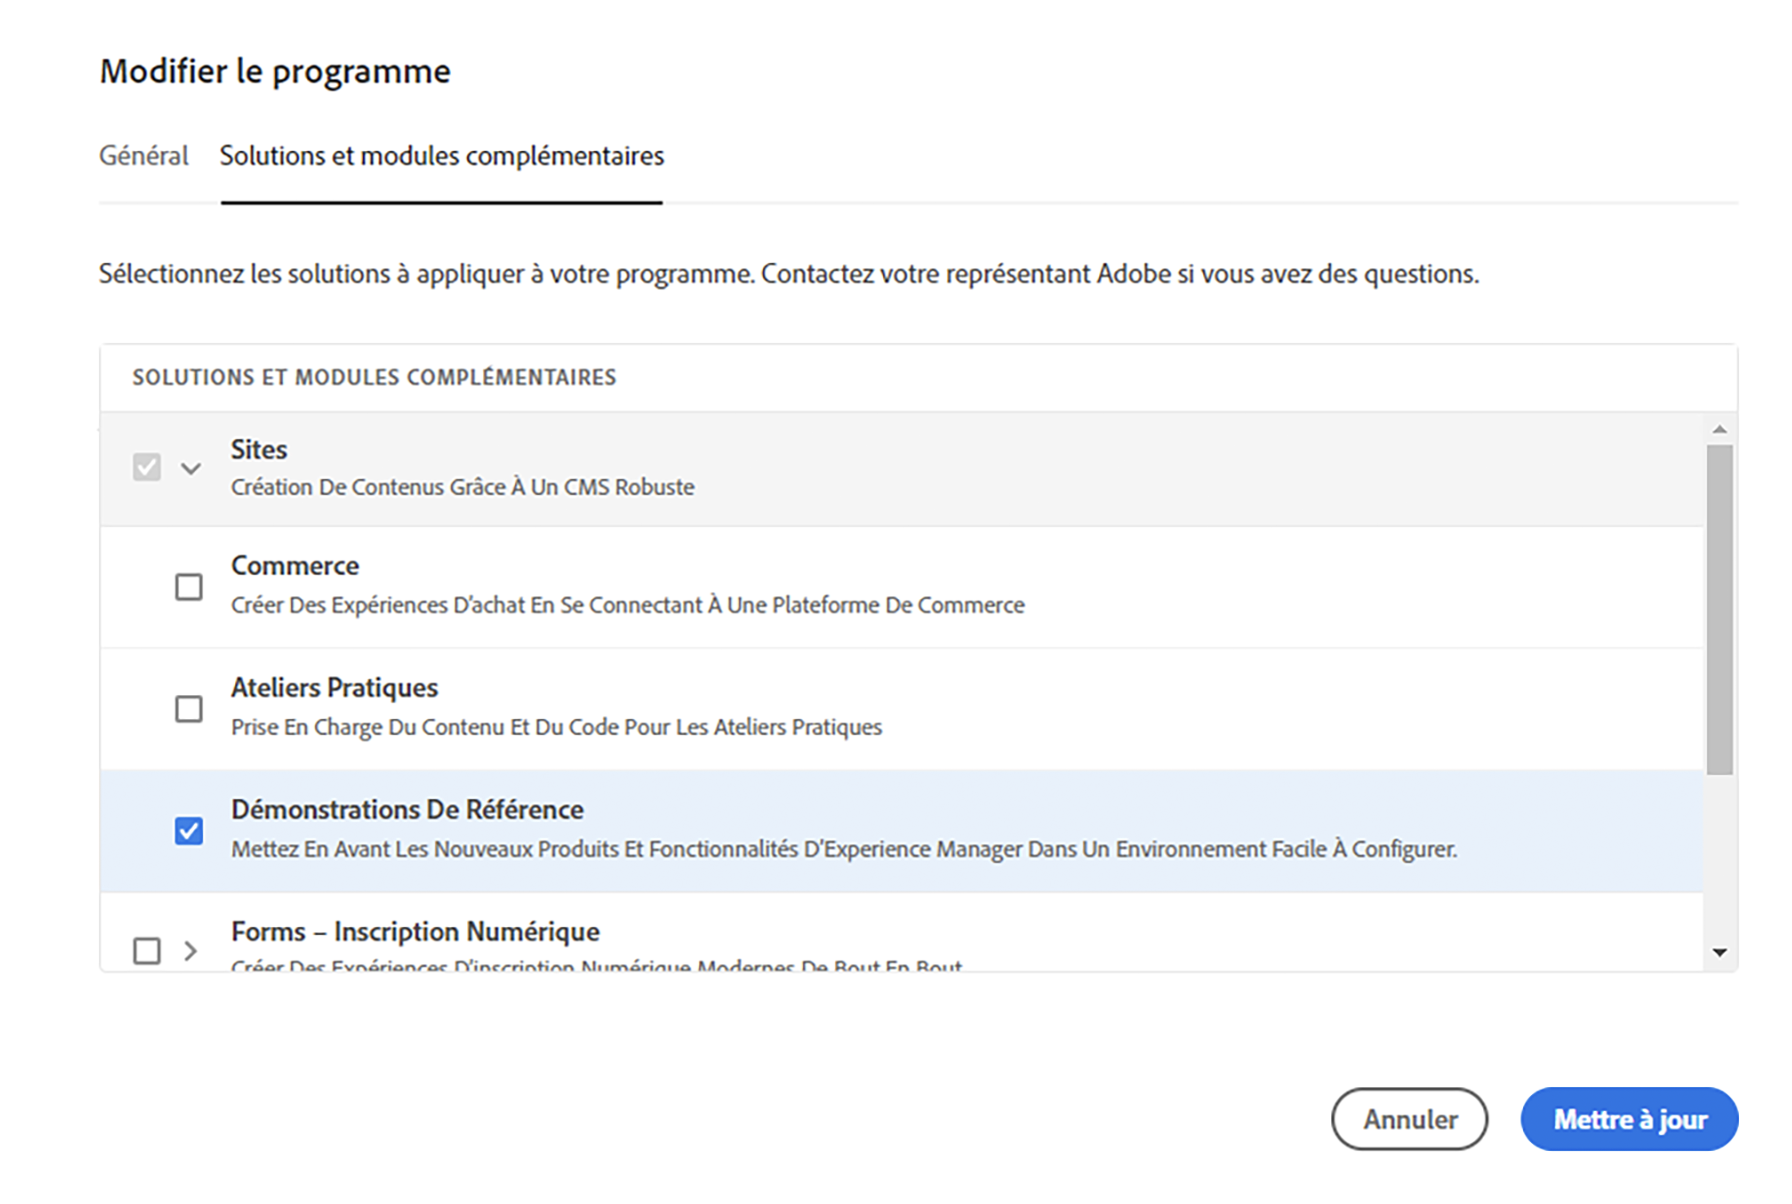 Modifier le programme
Général
Solutions et modules complémentaires
Sélectionnez les solutions à appliquer à votre programme. Contactez votre représentant Adobe si vous avez des questions.
SOLUTIONS ET MODULES COMPLÉMENTAIRES
Sites
Création De Contenus Grâce À Un CMS Robuste
Commerce
Créer Des Expériences D'achat En Se Connectant À Une Plateforme De Commerce
Ateliers Pratiques
Prise En Charge Du Contenu Et Du Code Pour Les Ateliers Pratiques
Démonstrations De Référence
Mettez En Avant Les Nouveaux Produits Et Fonctionnalités D'Experience Manager Dans Un Environnement Facile À Configurer.
Forms – Inscription Numérique
Créer Des Expériences D'inscription Numérique Modernes De Bout En Bout
Annuler
Mettre à jour